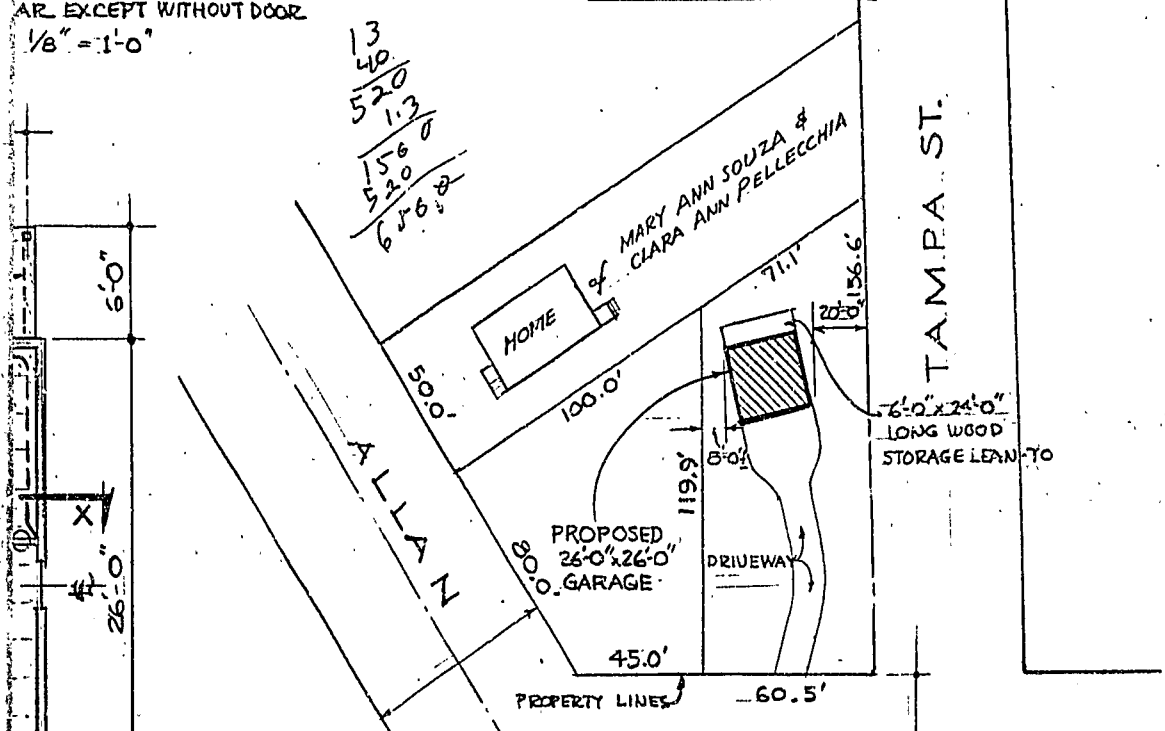 AR EXCEPT WITHOUT DOOR
1/8" = 1'-0"
13
40
520
1.3
1560
520
6'-0"
X
26'-0"
HOME
of MARY ANN SOUZA &
CLARA ANN PELLECCHIA
71.1'
156.6'
20'-0"
TAMPA ST.
50.0'
100.0'
6'-0" x 24'-0"
LONG WOOD
STORAGE LEAN-TO
8'-0"
119.9'
ALLAN
80.0
PROPOSED
26'-0" x 26'-0"
GARAGE
DRIVEWAY
45.0'
PROPERTY LINES
60.5'